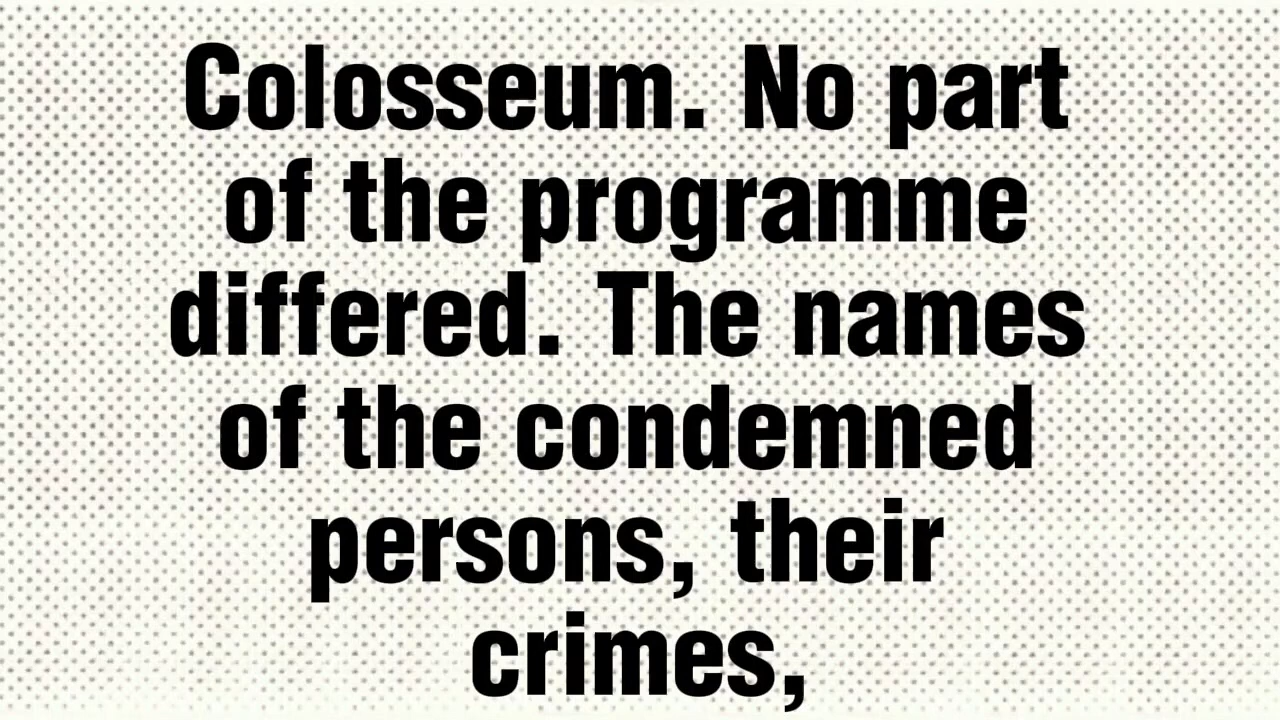 Colosseum. No part
of the programme
differed. The names
of the condemned
persons, their
crimes,